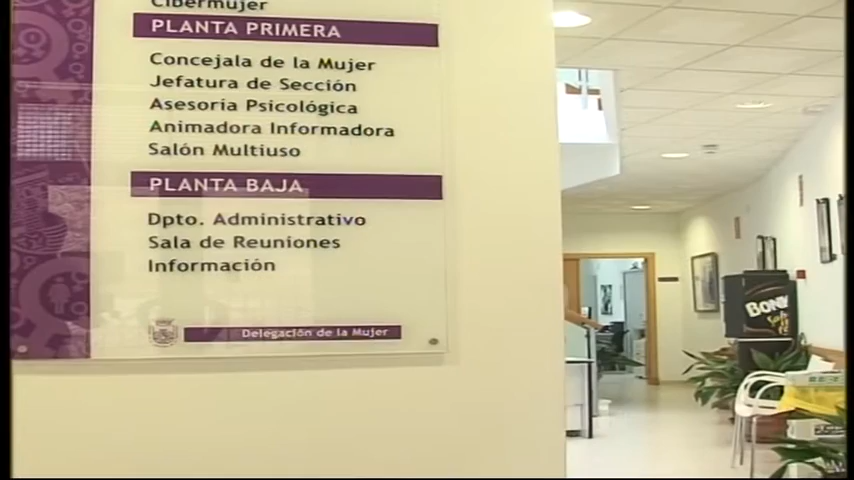 Cibermujer
PLANTA PRIMERA
Concejala de la Mujer
Jefatura de Sección
Asesoría Psicológica
Animadora Informadora
Salón Multiuso
PLANTA BAJA
Dpto. Administrativo
Sala de Reuniones
Información
Delegación de la Mujer